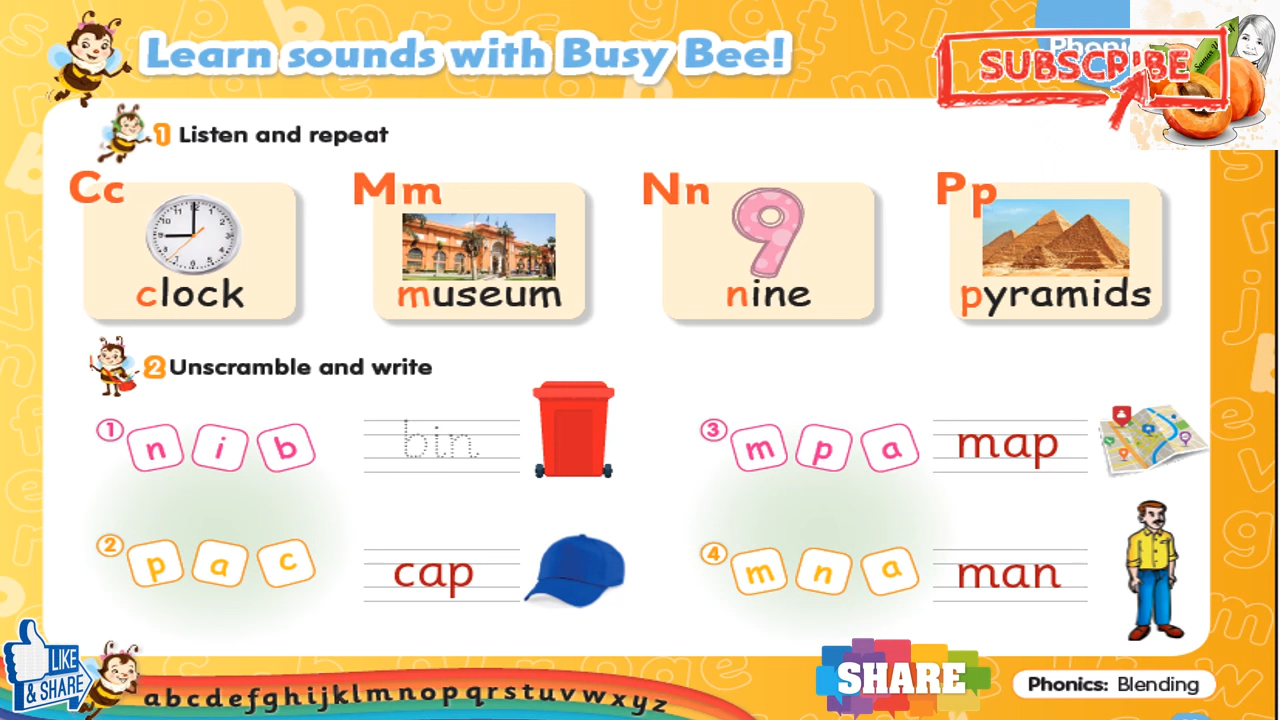 Learn sounds with Busy Bee!
SUBSCRIBE
1 Listen and repeat
Cc
Mm
Nn
Pp
clock
museum
nine
pyramids
2 Unscramble and write
1 n i b bin
3 m p a map
2 p a c cap
4 m n a man
LIKE
& SHARE
abcdefghijklmnopqrstuvwxyz
SHARE
Phonics: Blending